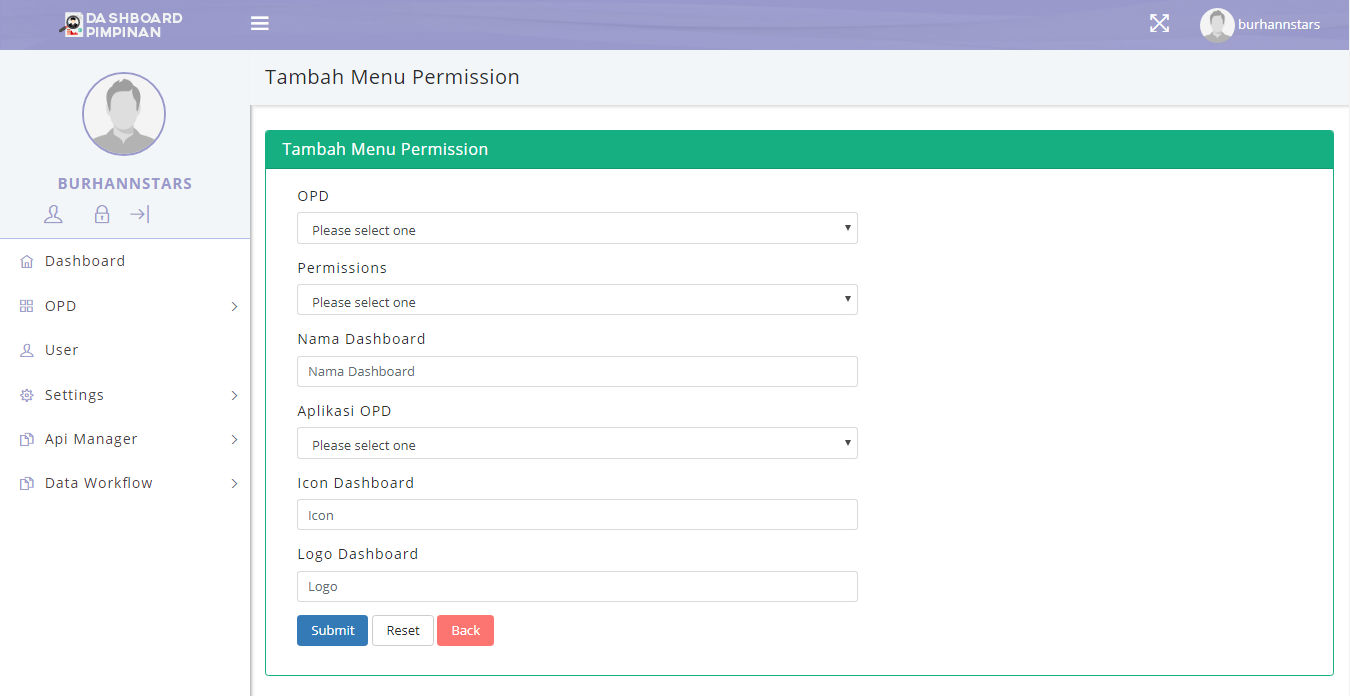 DASHBOARD
PIMPINAN
burhannstars
BURHANNSTARS
Dashboard
OPD
User
Settings
Api Manager
Data Workflow
Tambah Menu Permission
Tambah Menu Permission
OPD
Please select one
Permissions
Please select one
Nama Dashboard
Nama Dashboard
Aplikasi OPD
Please select one
Icon Dashboard
Icon
Logo Dashboard
Logo
Submit Reset Back